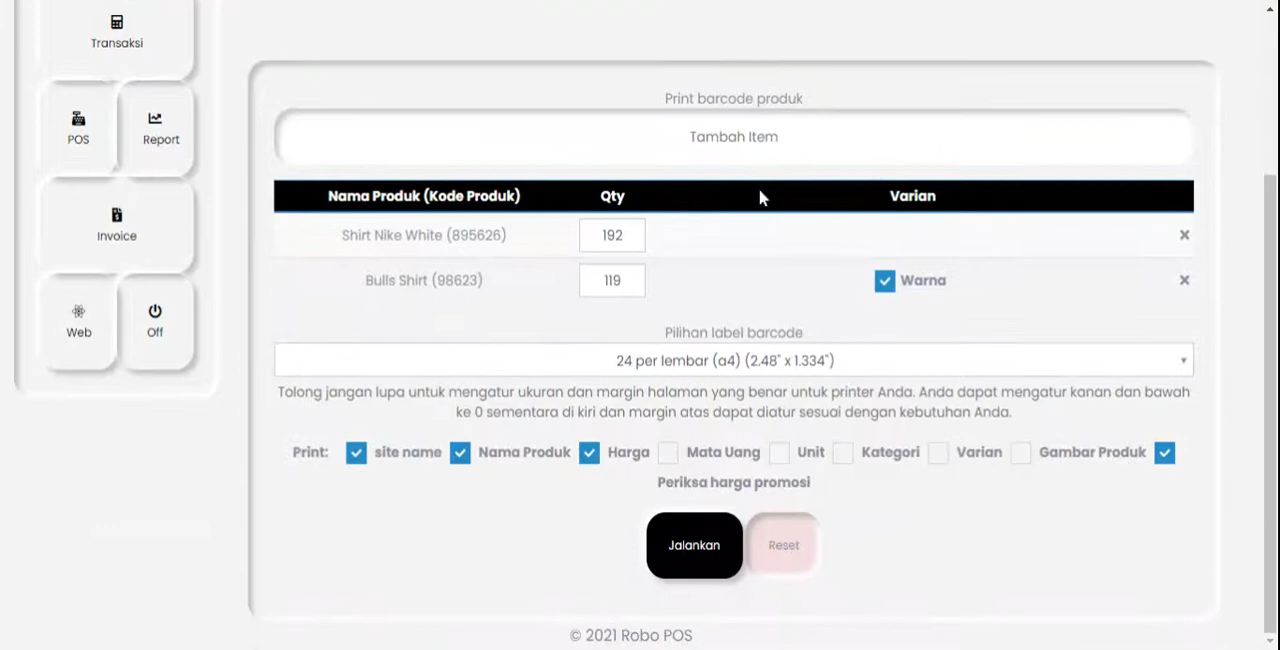 Transaksi
POS Report
Invoice
Web Off
Print barcode produk
Tambah Item
Nama Produk (Kode Produk) Qty Varian
Shirt Nike White (895626) 192 ×
Bulls Shirt (98623) 119 Warna ×
Pilihan label barcode
24 per lembar (a4) (2.48" x 1.334")
Tolong jangan lupa untuk mengatur ukuran dan margin halaman yang benar untuk printer Anda. Anda dapat mengatur kanan dan bawah
ke 0 sementara di kiri dan margin atas dapat diatur sesuai dengan kebutuhan Anda.
Print: site name Nama Produk Harga Mata Uang Unit Kategori Varian Gambar Produk
Periksa harga promosi
Jalankan Reset
© 2021 Robo POS